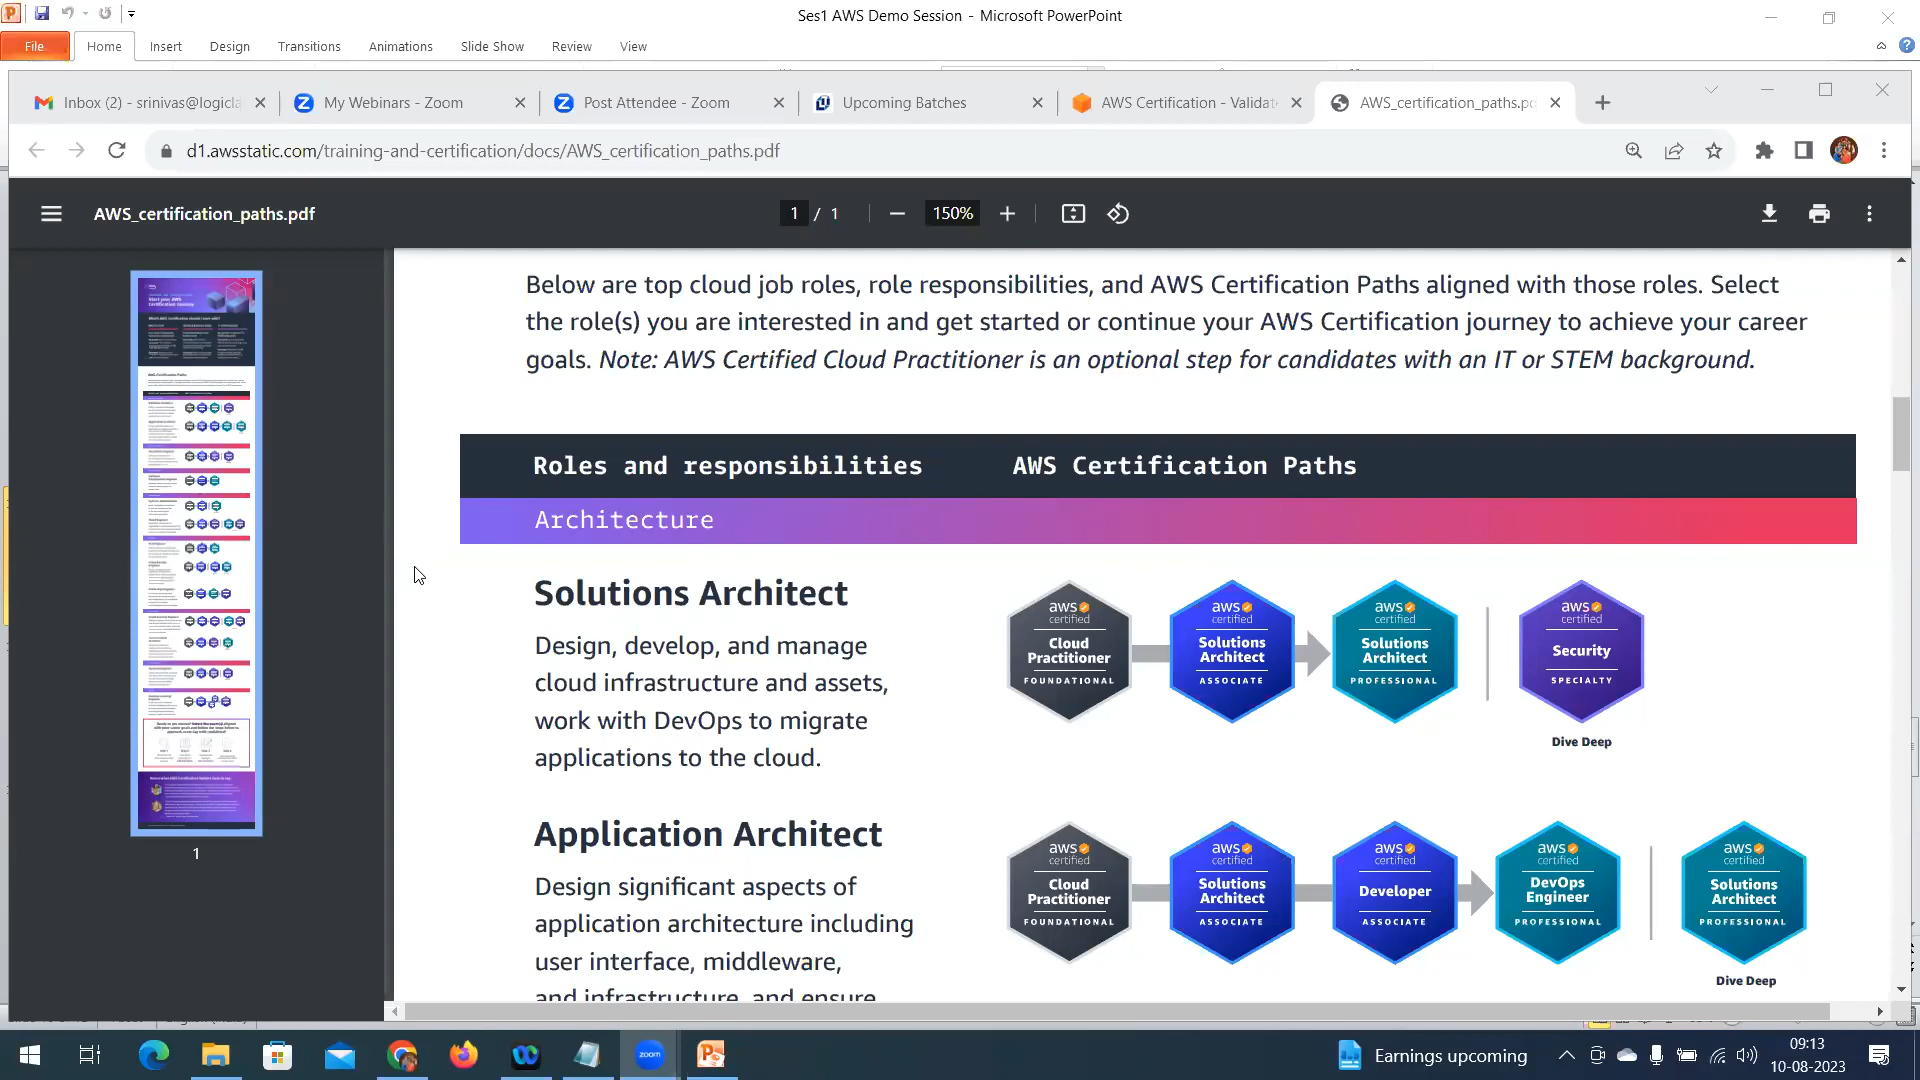 Ses1 AWS Demo Session - Microsoft PowerPoint
File Home Insert Design Transitions Animations Slide Show Review View
Inbox (2) - srinivas@logicla
My Webinars - Zoom
Post Attendee - Zoom
Upcoming Batches
AWS Certification - Validat
AWS_certification_paths.pd
d1.awsstatic.com/training-and-certification/docs/AWS_certification_paths.pdf
AWS_certification_paths.pdf
1 / 1
150%
1
Below are top cloud job roles, role responsibilities, and AWS Certification Paths aligned with those roles. Select
the role(s) you are interested in and get started or continue your AWS Certification journey to achieve your career
goals. Note: AWS Certified Cloud Practitioner is an optional step for candidates with an IT or STEM background.
Roles and responsibilities
AWS Certification Paths
Architecture
Solutions Architect
Design, develop, and manage
cloud infrastructure and assets,
work with DevOps to migrate
applications to the cloud.
aws
certified
Cloud
Practitioner
FOUNDATIONAL
aws
certified
Solutions
Architect
ASSOCIATE
aws
certified
Solutions
Architect
PROFESSIONAL
aws
certified
Security
SPECIALTY
Dive Deep
Application Architect
Design significant aspects of
application architecture including
user interface, middleware,
and infrastructure, and ensure
aws
certified
Cloud
Practitioner
FOUNDATIONAL
aws
certified
Solutions
Architect
ASSOCIATE
aws
certified
Developer
ASSOCIATE
aws
certified
DevOps
Engineer
PROFESSIONAL
aws
certified
Solutions
Architect
PROFESSIONAL
Dive Deep
zoom
Earnings upcoming
09:13
10-08-2023